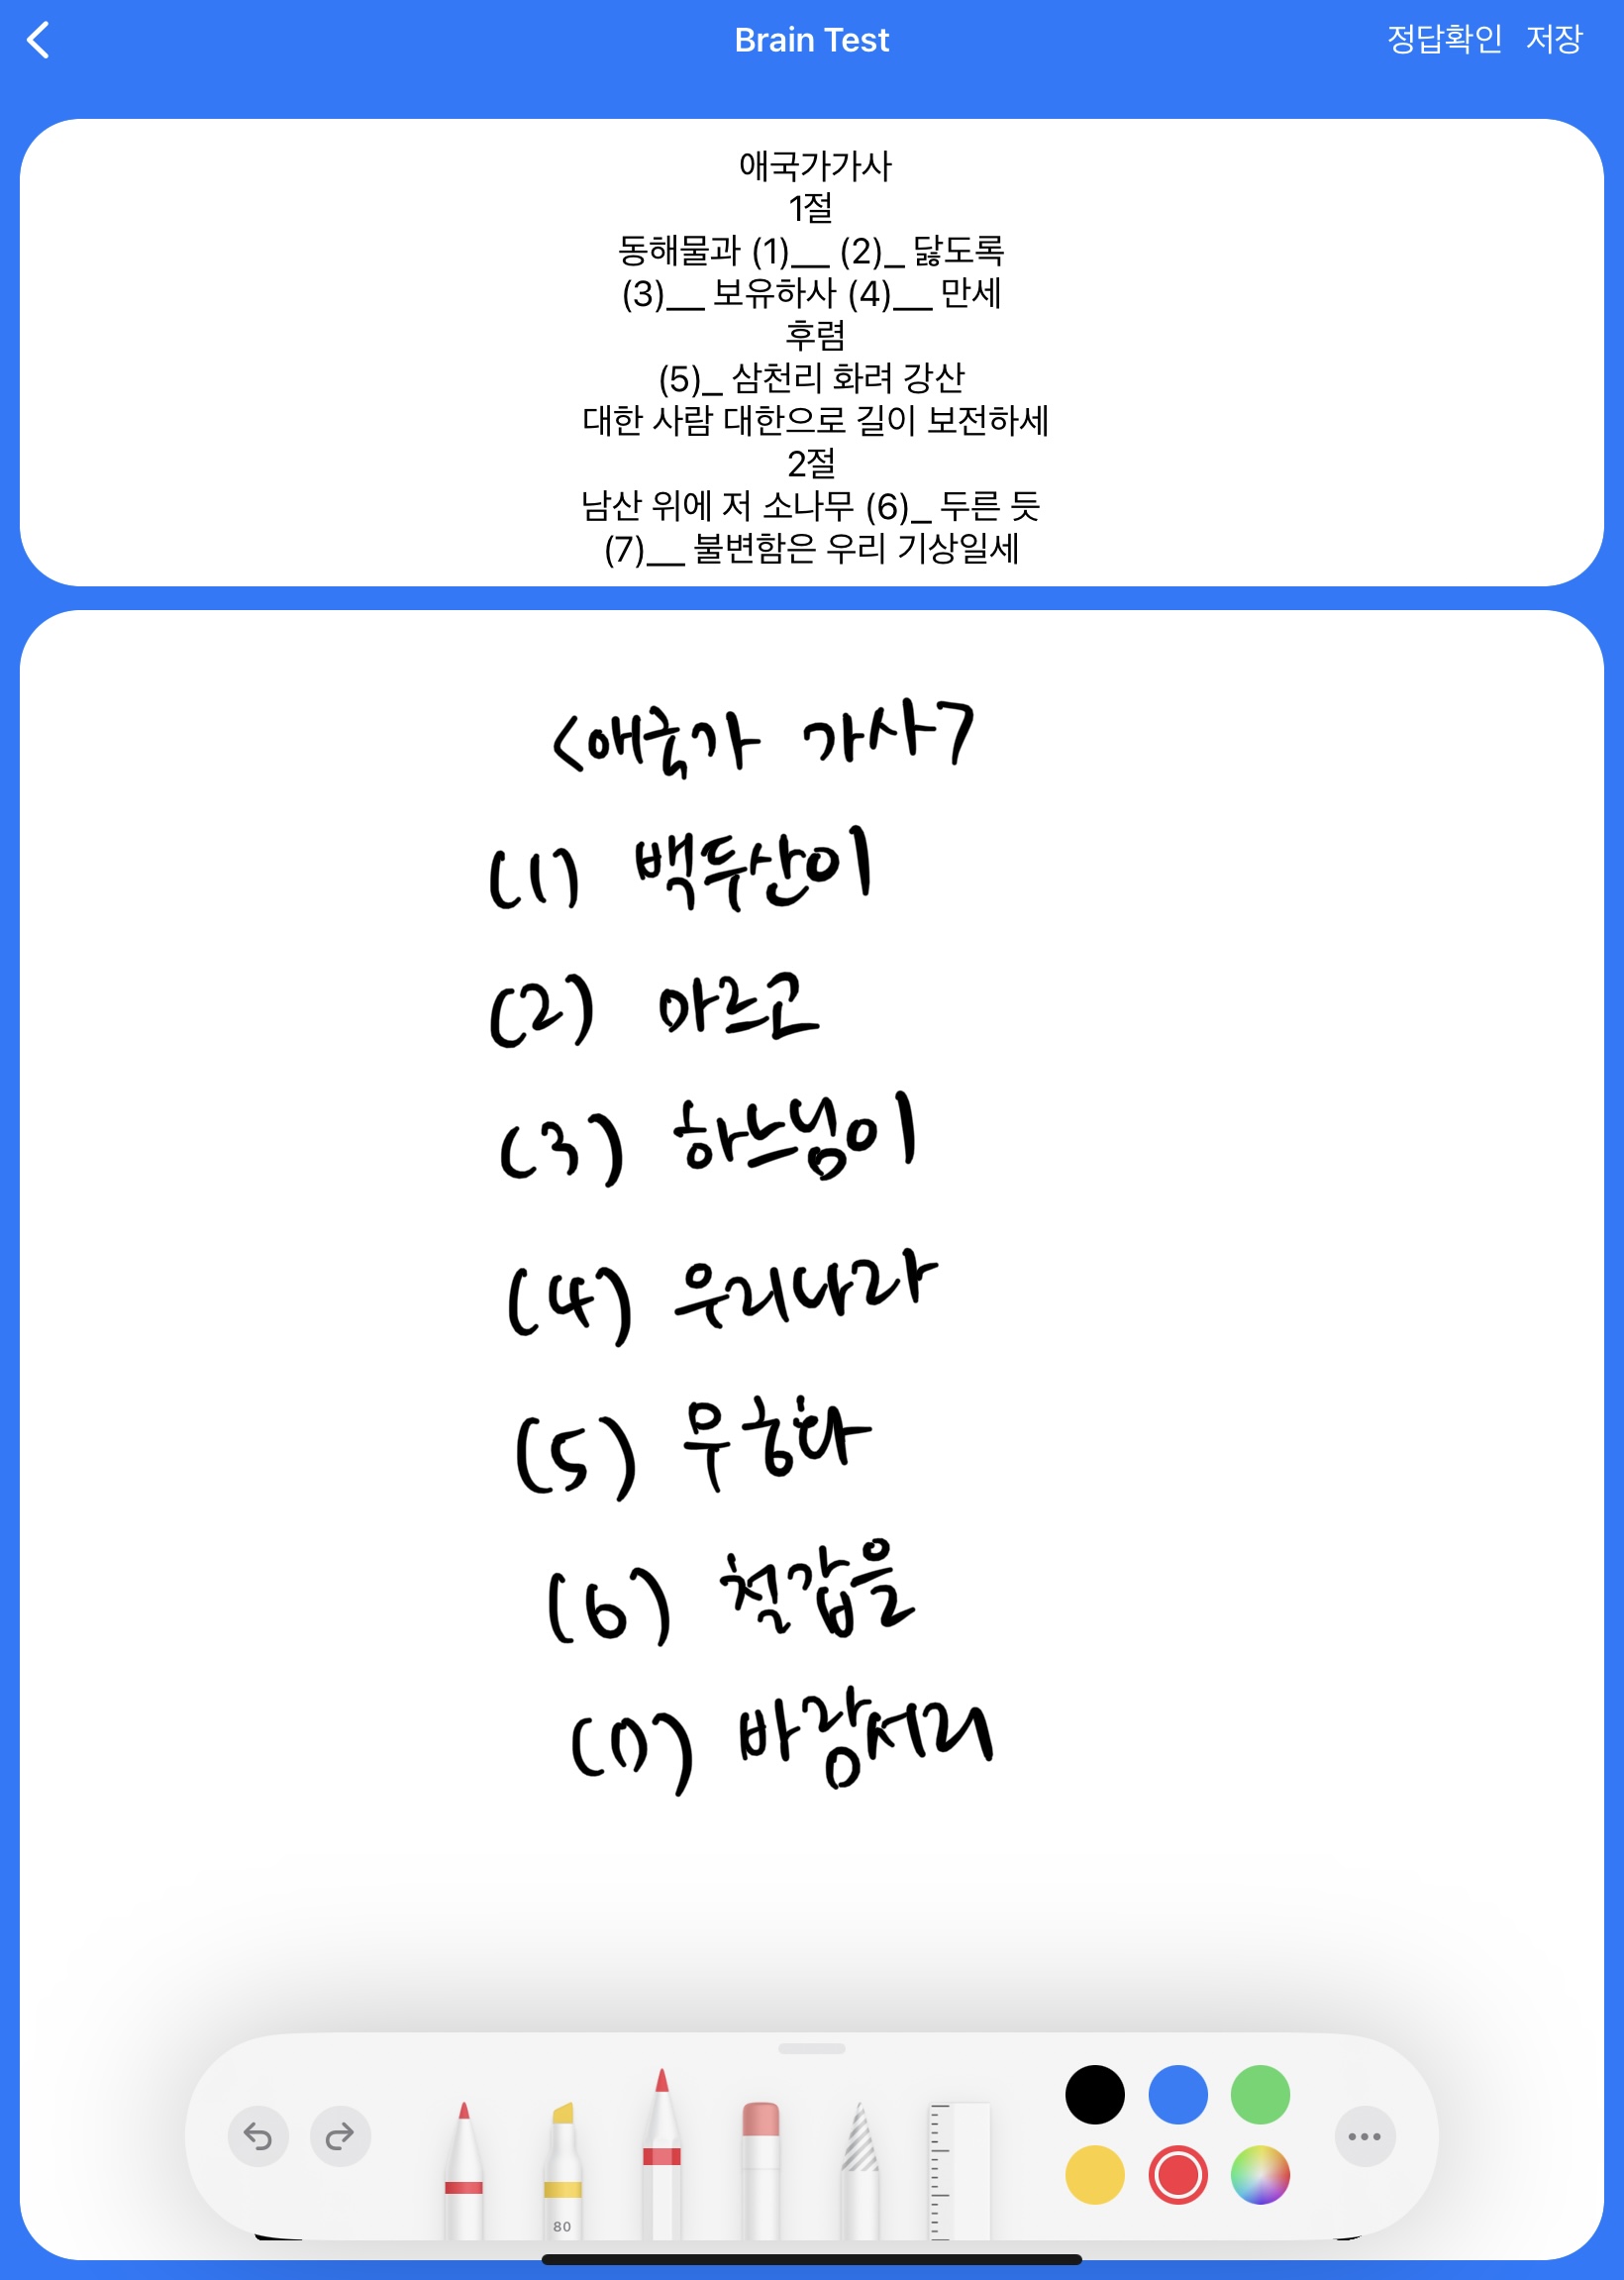 Brain Test
정답확인 저장
애국가가사
1절
동해물과 (1)__ (2)_ 닳도록
(3)__ 보유하사 (4)__ 만세
후렴
(5)_ 삼천리 화려 강산
대한 사람 대한으로 길이 보전하세
2절
남산 위에 저 소나무 (6)_ 두른 듯
(7)__ 불변함은 우리 기상일세
<애국가 가사>
(1) 백두산이
(2) 마르고
(3) 하느님이
(4) 우리나라
(5) 무궁화
(6) 철갑을
(7) 바람서리
80